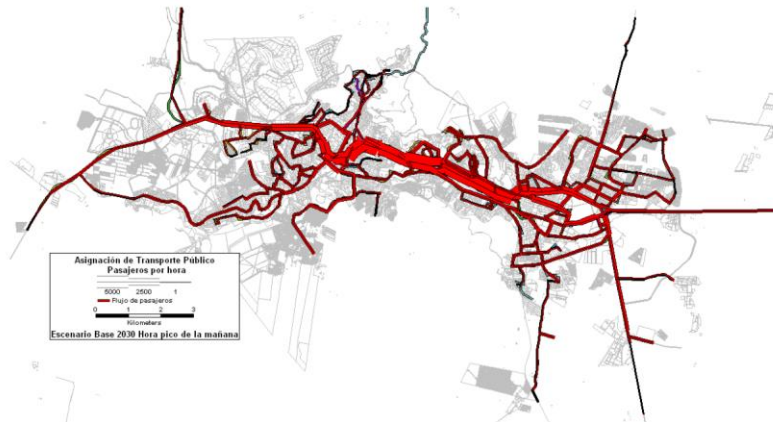 Asignación de Transporte Público
Pasajeros por hora
5000 2500 1
Flujo de pasajeros
0 1 2 3
Kilometers
Escenario Base 2030 Hora pico de la mañana